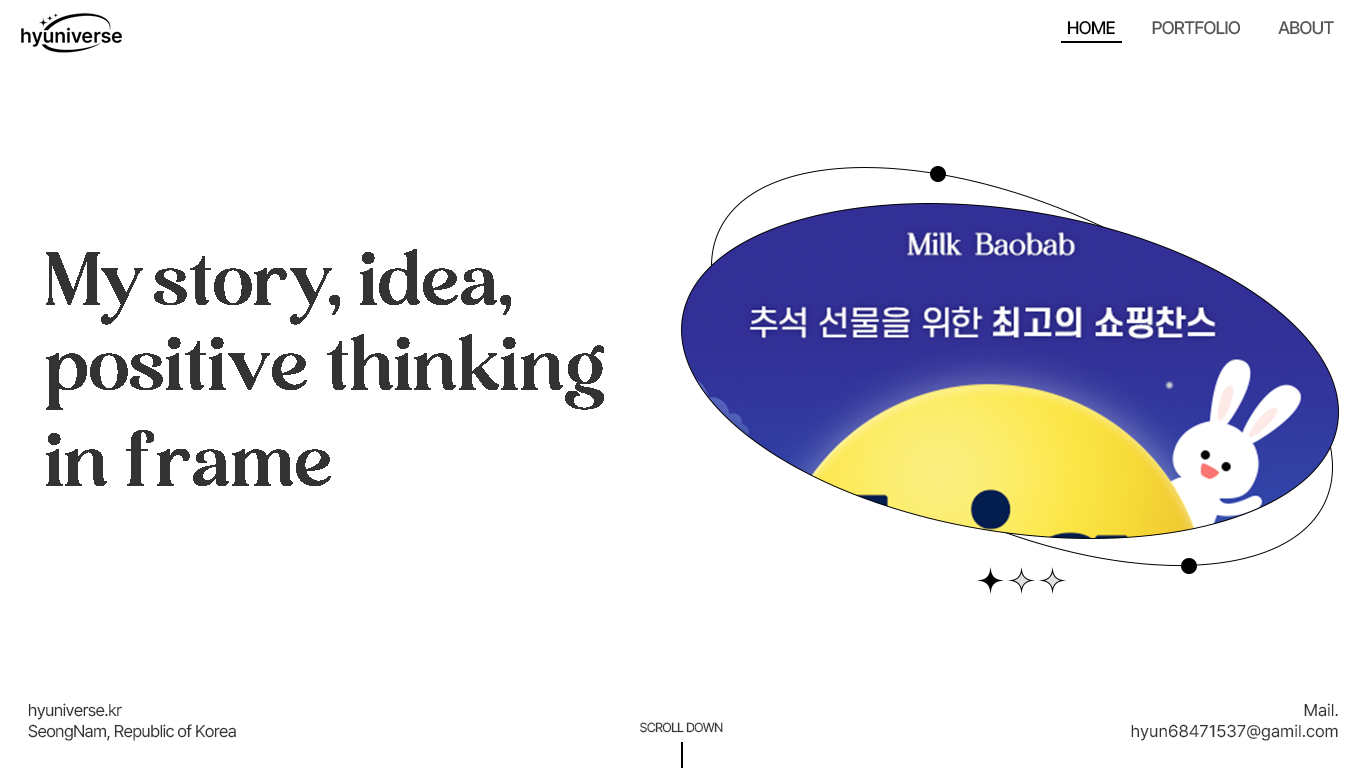 hyuniverse
HOME PORTFOLIO ABOUT
My story, idea,
positive thinking
in frame
Milk Baobab
추석 선물을 위한 최고의 쇼핑찬스
hyuniverse.kr
SeongNam, Republic of Korea
SCROLL DOWN
Mail.
hyun68471537@gamil.com